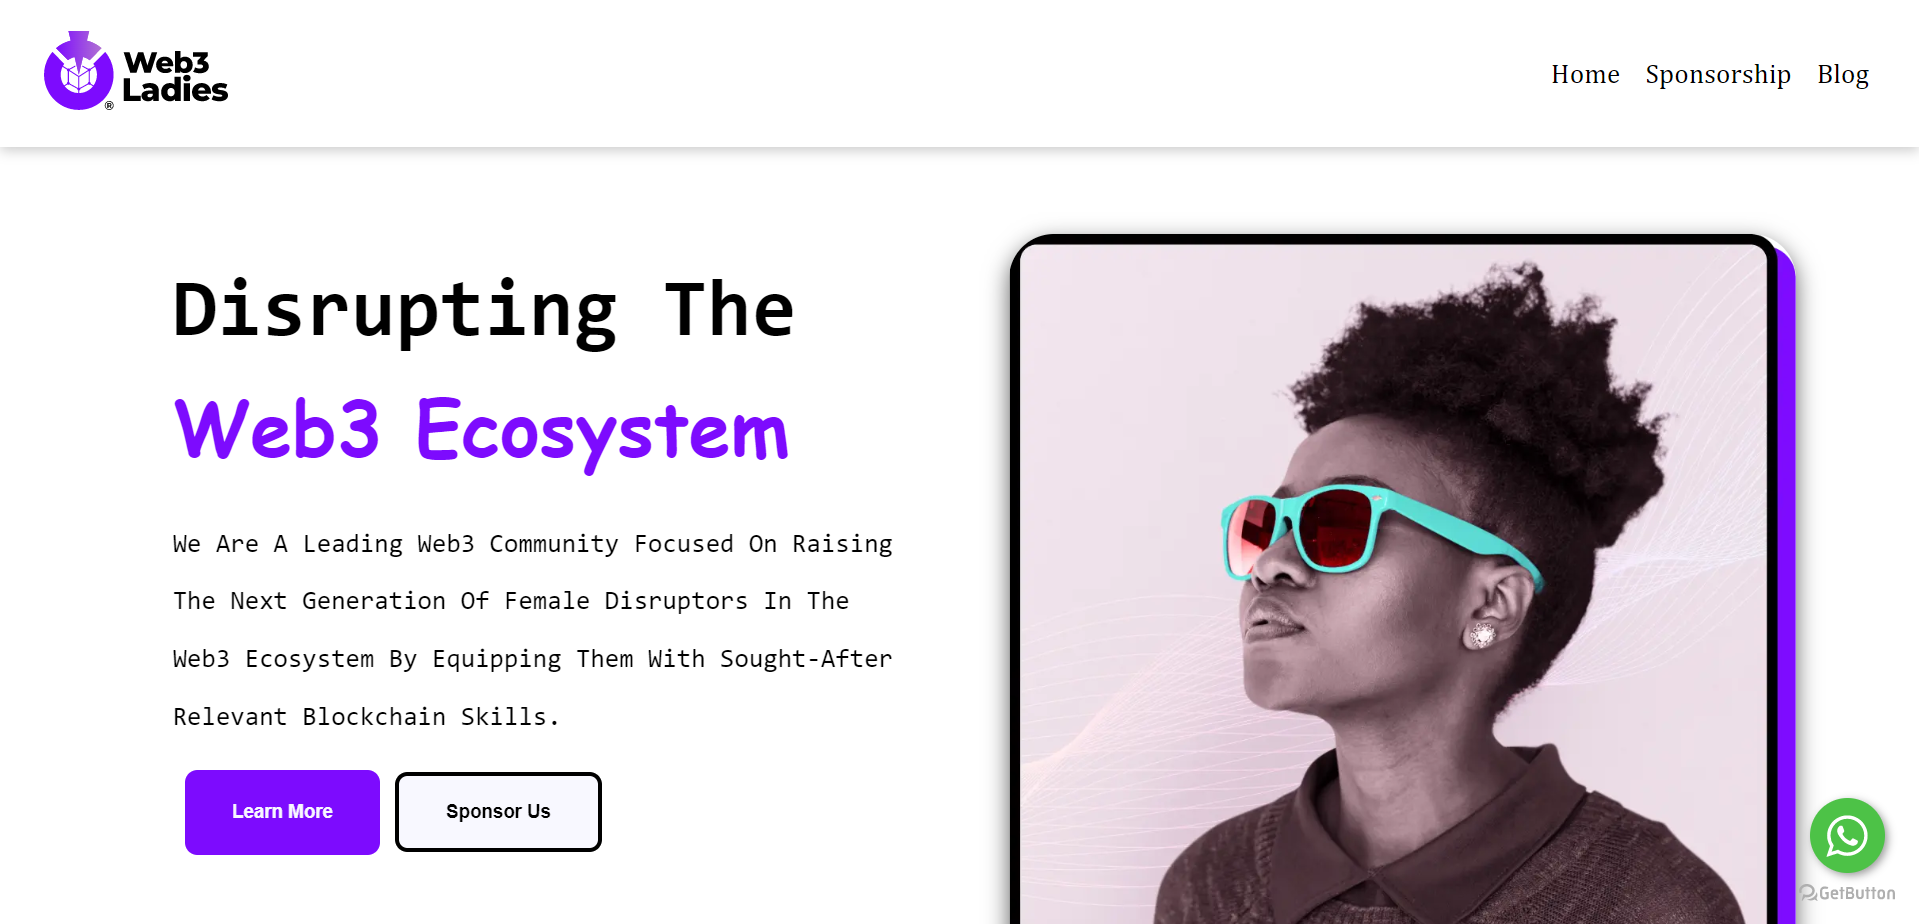 Web3
Ladies
®
Home Sponsorship Blog
Disrupting The
Web3 Ecosystem
We Are A Leading Web3 Community Focused On Raising
The Next Generation Of Female Disruptors In The
Web3 Ecosystem By Equipping Them With Sought-After
Relevant Blockchain Skills.
Learn More
Sponsor Us
GetButton